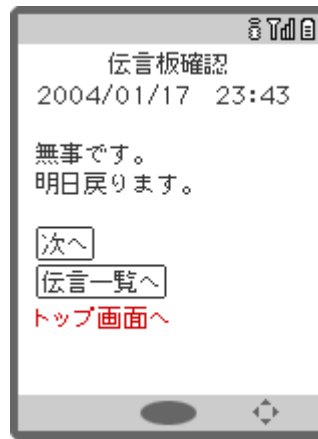 伝言板確認
2004/01/17 23:43
無事です。
明日戻ります。
次へ
伝言一覧へ
トップ画面へ